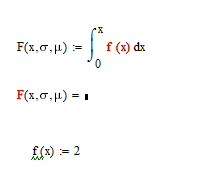 F(x,σ,μ) := ∫₀ˣ f (x) dx
F(x,σ,μ) = ▪
f(x) := 2